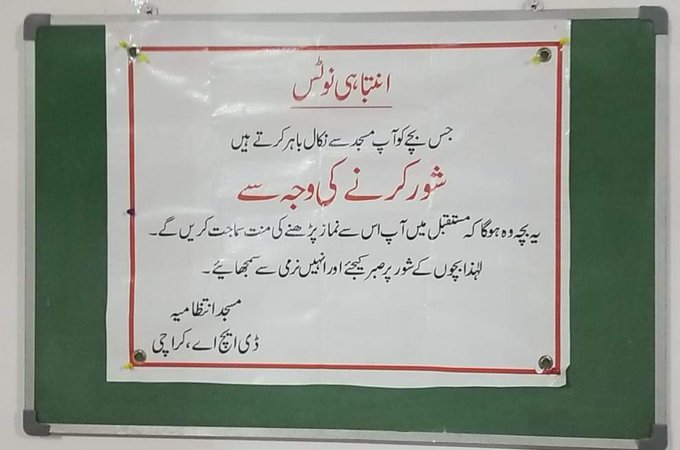 انتباہی نوٹس
جس بچے کو آپ مسجد سے نکال باہر کرتے ہیں
شور کرنے کی وجہ سے
یہ بچہ وہ ہوگا کہ مستقبل میں آپ اس سے نماز پڑھنے کی منت سماجت کریں گے۔
لہٰذا بچوں کے شور پر صبر کیجئے اور انہیں نرمی سے سمجھائیے۔
مسجد انتظامیہ
ڈی ایچ اے، کراچی